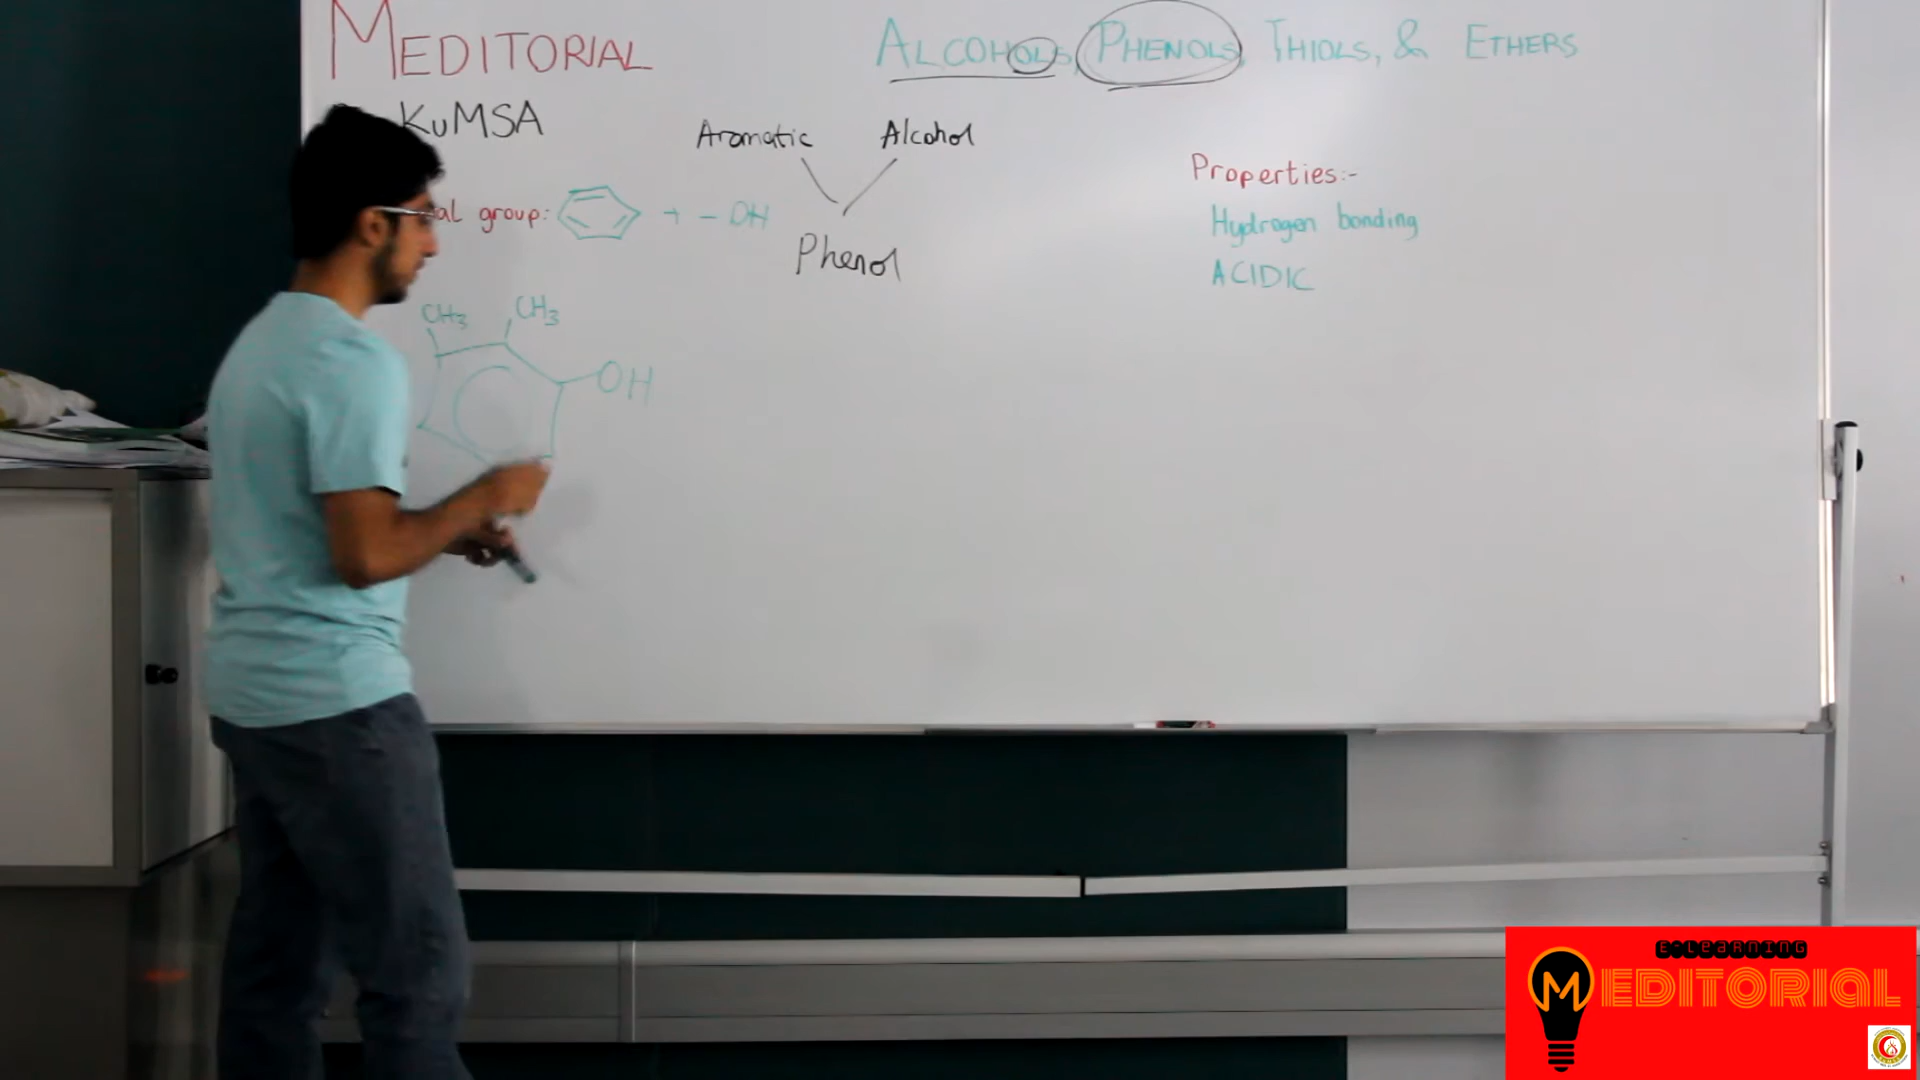 MEDITORIAL
ALCOHOLS, PHENOLS, THIOLS, & ETHERS
KuMSA
Aromatic Alcohol
Properties:-
al group: + - OH
Hydrogen bonding
Phenol
ACIDIC
CH3 CH3
OH
E-LEARNING
MEDITORIAL